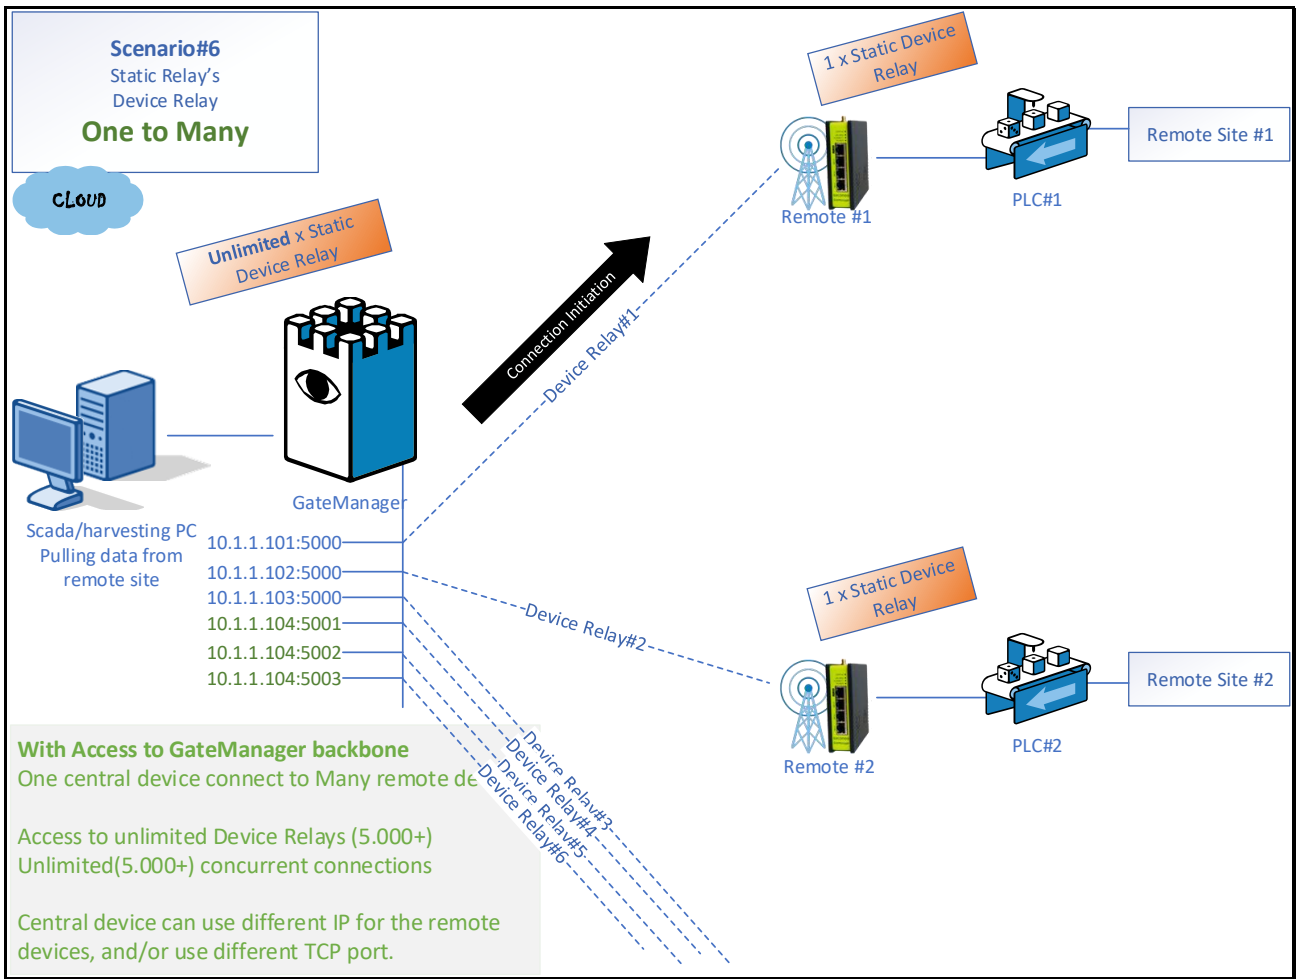 Scenario#6
Static Relay's
Device Relay
One to Many
CLOUD
Unlimited x Static
Device Relay
1 x Static Device
Relay
Remote #1
PLC#1
Remote Site #1
Connection Initiation
Device Relay#1
GateManager
Scada/harvesting PC
Pulling data from
remote site
10.1.1.101:5000
10.1.1.102:5000
10.1.1.103:5000
10.1.1.104:5001
10.1.1.104:5002
10.1.1.104:5003
Device Relay#2
1 x Static Device
Relay
Remote #2
PLC#2
Remote Site #2
Device Relay#3
Device Relay#4
Device Relay#5
Device Relay#6
With Access to GateManager backbone
One central device connect to Many remote de
Access to unlimited Device Relays (5.000+)
Unlimited(5.000+) concurrent connections
Central device can use different IP for the remote
devices, and/or use different TCP port.